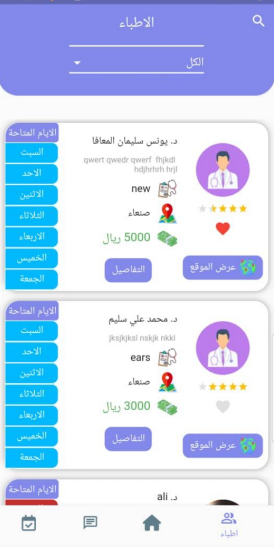 الاطباء
الكل
د. يونس سليمان المعافا
qwert qwedr qwerf fhjkdl
hdjhrhrh hrjl
new
صنعاء
5000 ريال
عرض الموقع
التفاصيل
الايام المتاحة
السبت
الاحد
الاثنين
الثلاثاء
الاربعاء
الخميس
الجمعة
د. محمد علي سليم
jksjkjksl nskjk nkkl
ears
صنعاء
3000 ريال
عرض الموقع
التفاصيل
الايام المتاحة
السبت
الاحد
الاثنين
الثلاثاء
الاربعاء
الخميس
الجمعة
د. ali
الايام المتاحة
اطباء